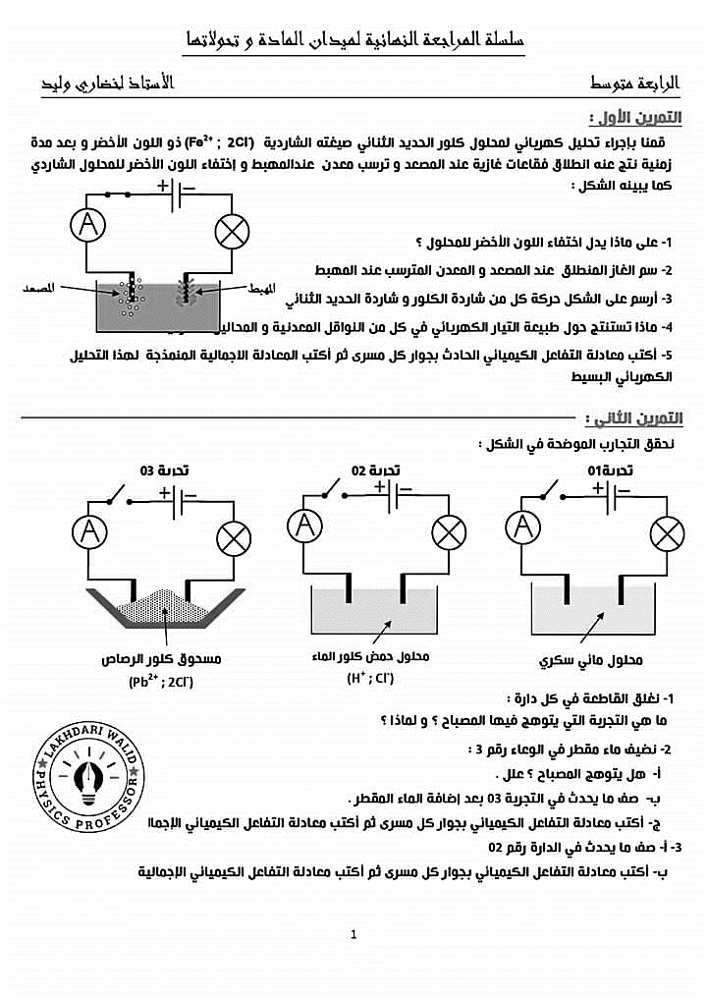 سلسلة المراجعة النهائية لميدان المادة و تحولاتها
الرابعة متوسط
الأستاذ لخضاري وليد
التمرين الأول :
قمنا بإجراء تحليل كهربائي لمحلول كلور الحديد الثنائي صيغته الشاردية (Fe²⁺ ; 2Cl⁻) ذو اللون الأخضر و بعد مدة
زمنية نتج عنه انطلاق فقاعات غازية عند المصعد و ترسب معدن عندالمهبط و إختفاء اللون الأخضر للمحلول الشاردي
كما يبينه الشكل :
+ −
A
المصعد
المهبط
1- على ماذا يدل اختفاء اللون الأخضر للمحلول ؟
2- سم الغاز المنطلق عند المصعد و المعدن المترسب عند المهبط
3- أرسم على الشكل حركة كل من شاردة الكلور و شاردة الحديد الثنائي
4- ماذا تستنتج حول طبيعة التيار الكهربائي في كل من النواقل المعدنية و المحاليل
5- أكتب معادلة التفاعل الكيميائي الحادث بجوار كل مسرى ثم أكتب المعادلة الاجمالية المنمذجة لهذا التحليل
الكهربائي البسيط
التمرين الثاني :
نحقق التجارب الموضحة في الشكل :
تجربة01
تجربة 02
تجربة 03
+ −
+ −
+ −
A
A
A
محلول مائي سكري
محلول حمض كلور الماء
(H⁺ ; Cl⁻)
مسحوق كلور الرصاص
(Pb²⁺ ; 2Cl⁻)
1- نغلق القاطعة في كل دارة :
ما هي التجربة التي يتوهج فيها المصباح ؟ و لماذا ؟
2- نضيف ماء مقطر في الوعاء رقم 3 :
أ- هل يتوهج المصباح ؟ علل .
ب- صف ما يحدث في التجربة 03 بعد إضافة الماء المقطر .
ج- أكتب معادلة التفاعل الكيميائي بجوار كل مسرى ثم أكتب معادلة التفاعل الكيميائي الإجما
3- أ- صف ما يحدث في الدارة رقم 02
ب- أكتب معادلة التفاعل الكيميائي بجوار كل مسرى ثم أكتب معادلة التفاعل الكيميائي الإجمالية
LAKHDARI WALID
PHYSICS PROFESSOR
1